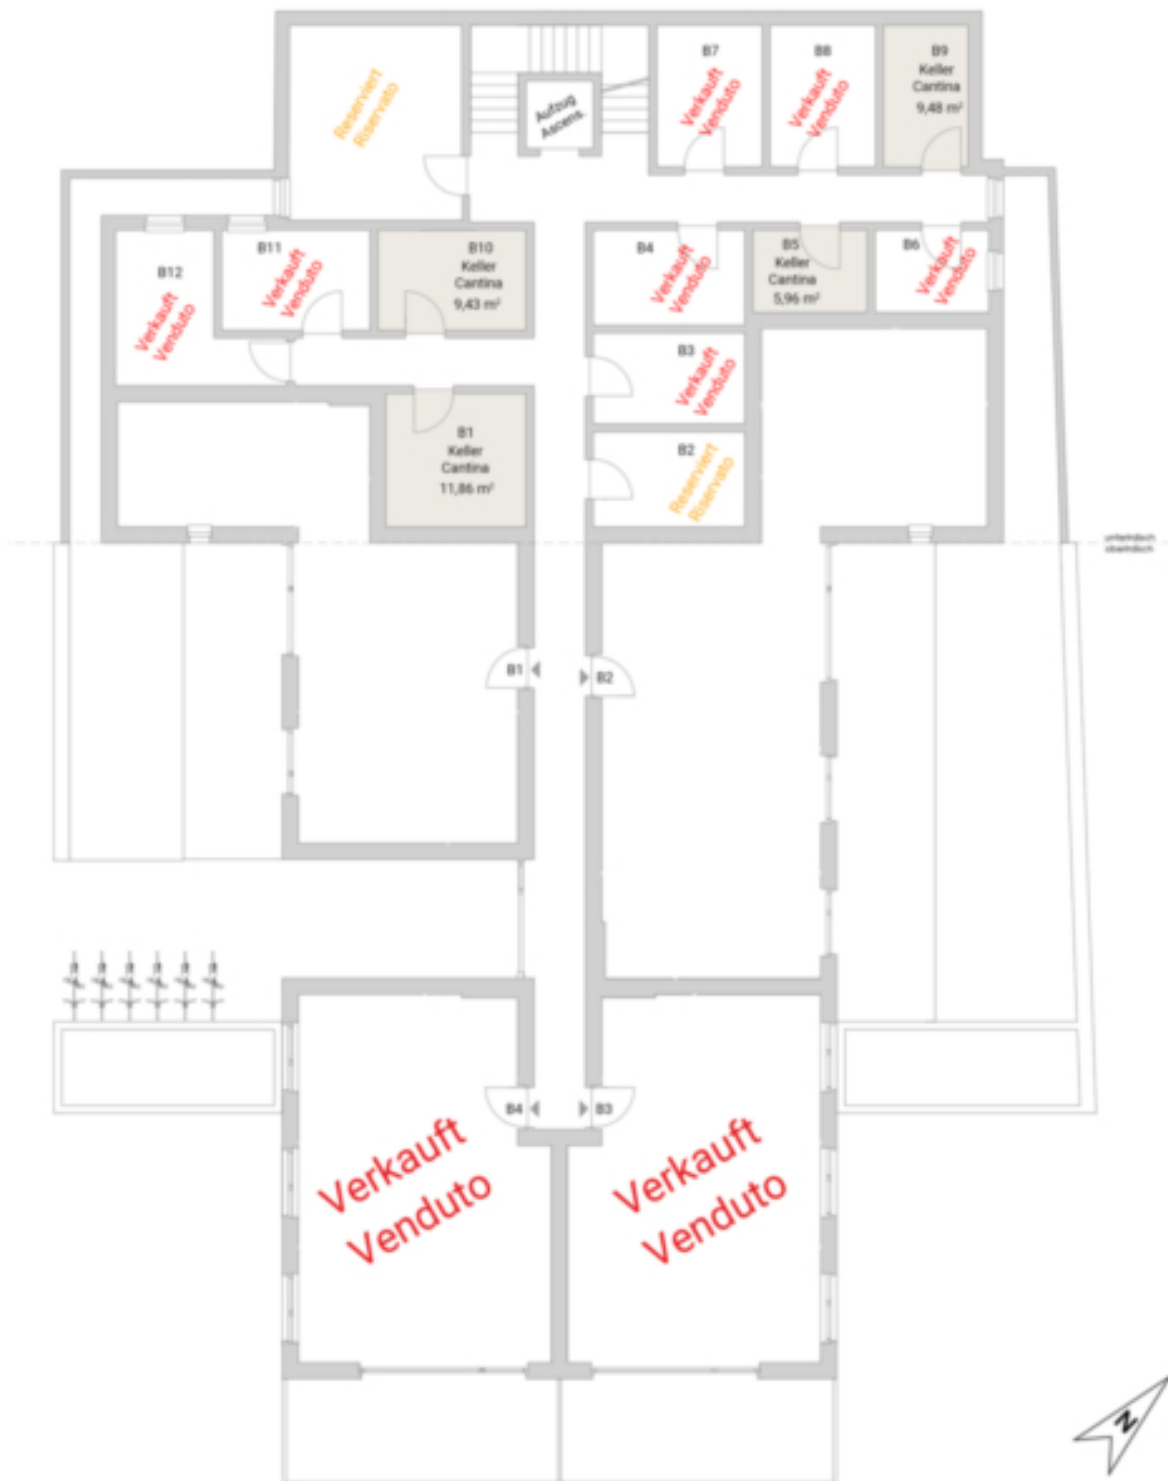 Reserviert
Riservato
Aufzug
Ascens.
B7
Verkauft
Venduto
B8
Verkauft
Venduto
B9
Keller
Cantina
9,48 m²
B12
Verkauft
Venduto
B11
Verkauft
Venduto
B10
Keller
Cantina
9,43 m²
B4
Verkauft
Venduto
B5
Keller
Cantina
5,96 m²
B6
Verkauft
Venduto
B3
Verkauft
Venduto
B1
Keller
Cantina
11,86 m²
B2
Reserviert
Riservato
unterirdisch
oberirdisch
B1
B2
B4
B3
Verkauft
Venduto
Verkauft
Venduto
N